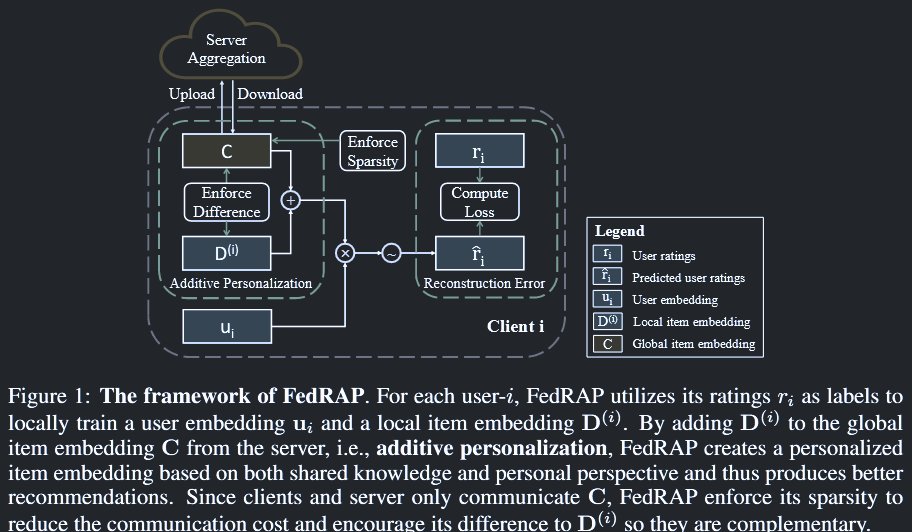 Server
Aggregation
Upload
Download
C
Enforce
Sparsity
r_i
Enforce
Difference
+
Compute
Loss
D^(i)
×
~
r̂_i
Additive Personalization
Reconstruction Error
u_i
Client i
Legend
r_i User ratings
r̂_i Predicted user ratings
u_i User embedding
D^(i) Local item embedding
C Global item embedding
Figure 1: The framework of FedRAP. For each user-i, FedRAP utilizes its ratings r_i as labels to
locally train a user embedding u_i and a local item embedding D^(i). By adding D^(i) to the global
item embedding C from the server, i.e., additive personalization, FedRAP creates a personalized
item embedding based on both shared knowledge and personal perspective and thus produces better
recommendations. Since clients and server only communicate C, FedRAP enforce its sparsity to
reduce the communication cost and encourage its difference to D^(i) so they are complementary.